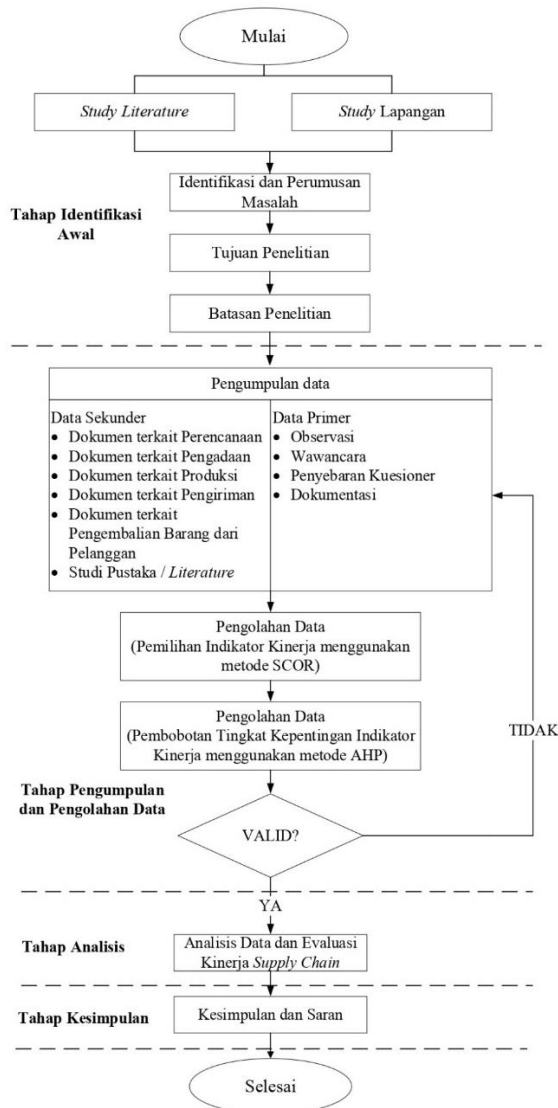 Mulai
Study Literature
Study Lapangan
Identifikasi dan Perumusan
Masalah
Tahap Identifikasi
Awal
Tujuan Penelitian
Batasan Penelitian
Pengumpulan data
Data Sekunder
• Dokumen terkait Perencanaan
• Dokumen terkait Pengadaan
• Dokumen terkait Produksi
• Dokumen terkait Pengiriman
• Dokumen terkait
Pengembalian Barang dari
Pelanggan
• Studi Pustaka / Literature
Data Primer
• Observasi
• Wawancara
• Penyebaran Kuesioner
• Dokumentasi
Pengolahan Data
(Pemilihan Indikator Kinerja menggunakan
metode SCOR)
Pengolahan Data
(Pembobotan Tingkat Kepentingan Indikator
Kinerja menggunakan metode AHP)
TIDAK
Tahap Pengumpulan
dan Pengolahan Data
VALID?
YA
Tahap Analisis
Analisis Data dan Evaluasi
Kinerja Supply Chain
Tahap Kesimpulan
Kesimpulan dan Saran
Selesai